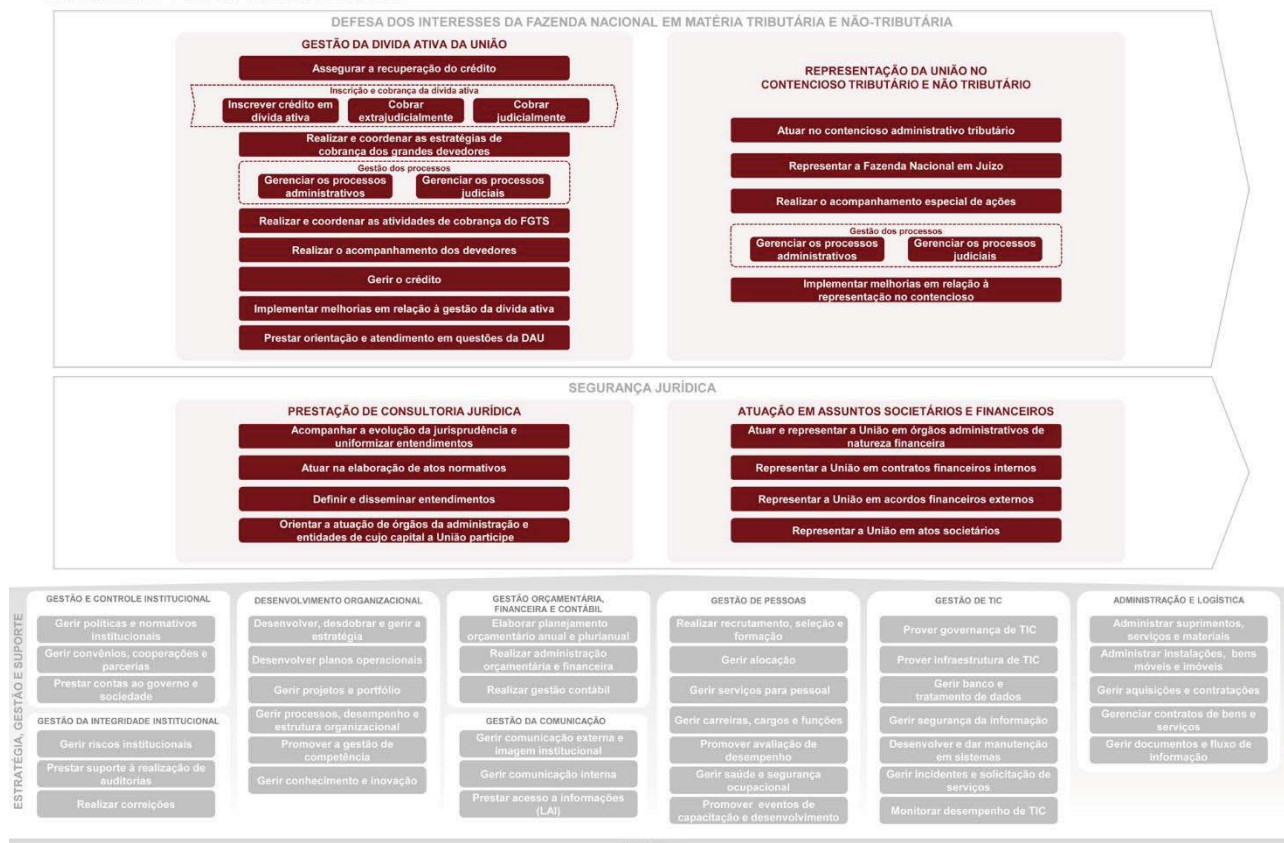 DEFESA DOS INTERESSES DA FAZENDA NACIONAL EM MATÉRIA TRIBUTÁRIA E NÃO-TRIBUTÁRIA
GESTÃO DA DIVIDA ATIVA DA UNIÃO
Assegurar a recuperação do crédito
Inscrição e cobrança da dívida ativa
Inscrever crédito em
dívida ativa
Cobrar
extrajudicialmente
Cobrar
judicialmente
Realizar e coordenar as estratégias de
cobrança dos grandes devedores
Gestão dos processos
Gerenciar os processos
administrativos
Gerenciar os processos
judiciais
Realizar e coordenar as atividades de cobrança do FGTS
Realizar o acompanhamento dos devedores
Gerir o crédito
Implementar melhorias em relação à gestão da dívida ativa
Prestar orientação e atendimento em questões da DAU
REPRESENTAÇÃO DA UNIÃO NO
CONTENCIOSO TRIBUTÁRIO E NÃO TRIBUTÁRIO
Atuar no contencioso administrativo tributário
Representar a Fazenda Nacional em Juízo
Realizar o acompanhamento especial de ações
Gestão dos processos
Gerenciar os processos
administrativos
Gerenciar os processos
judiciais
Implementar melhorias em relação à
representação no contencioso
SEGURANÇA JURÍDICA
PRESTAÇÃO DE CONSULTORIA JURÍDICA
Acompanhar a evolução da jurisprudência e
uniformizar entendimentos
Atuar na elaboração de atos normativos
Definir e disseminar entendimentos
Orientar a atuação de órgãos da administração e
entidades de cujo capital a União participe
ATUAÇÃO EM ASSUNTOS SOCIETÁRIOS E FINANCEIROS
Atuar e representar a União em órgãos administrativos de
natureza financeira
Representar a União em contratos financeiros internos
Representar a União em acordos financeiros externos
Representar a União em atos societários
ESTRATÉGIA, GESTÃO E SUPORTE
GESTÃO E CONTROLE INSTITUCIONAL
Gerir políticas e normativos
institucionais
Gerir convênios, cooperações e
parcerias
Prestar contas ao governo e
sociedade
GESTÃO DA INTEGRIDADE INSTITUCIONAL
Gerir riscos institucionais
Prestar suporte à realização de
auditorias
Realizar correições
DESENVOLVIMENTO ORGANIZACIONAL
Desenvolver, desdobrar e gerir a
estratégia
Desenvolver planos operacionais
Gerir projetos e portfólio
Gerir processos, desempenho e
estrutura organizacional
Promover a gestão de
competência
Gerir conhecimento e inovação
GESTÃO ORÇAMENTÁRIA,
FINANCEIRA E CONTÁBIL
Elaborar planejamento
orçamentário anual e plurianual
Realizar administração
orçamentária e financeira
Realizar gestão contábil
GESTÃO DA COMUNICAÇÃO
Gerir comunicação externa e
imagem institucional
Gerir comunicação interna
Prestar acesso a informações
(LAI)
GESTÃO DE PESSOAS
Realizar recrutamento, seleção e
formação
Gerir alocação
Gerir serviços para pessoal
Gerir carreiras, cargos e funções
Promover avaliação de
desempenho
Gerir saúde e segurança
ocupacional
Promover eventos de
capacitação e desenvolvimento
GESTÃO DE TIC
Prover governança de TIC
Prover infraestrutura de TIC
Gerir banco e
tratamento de dados
Gerir segurança da informação
Desenvolver e dar manutenção
em sistemas
Gerir incidentes e solicitação de
serviços
Monitorar desempenho de TIC
ADMINISTRAÇÃO E LOGÍSTICA
Administrar suprimentos,
serviços e materiais
Administrar Instalações, bens
móveis e imóveis
Gerir aquisições e contratações
Gerenciar contratos de bens e
serviços
Gerir documentos e fluxo de
informação